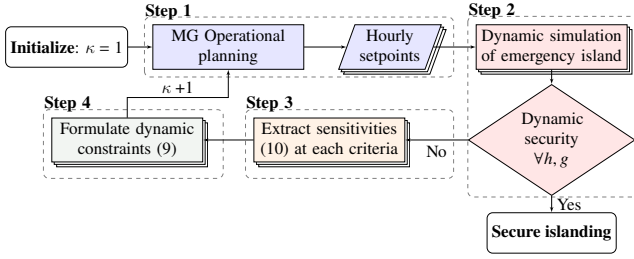 Step 1
Step 2
Initialize: κ = 1
MG Operational
planning
Hourly
setpoints
Dynamic simulation
of emergency island
κ +1
Step 4
Step 3
Formulate dynamic
constraints (9)
Extract sensitivities
(10) at each criteria
No
Dynamic
security
∀h, g
Yes
Secure islanding